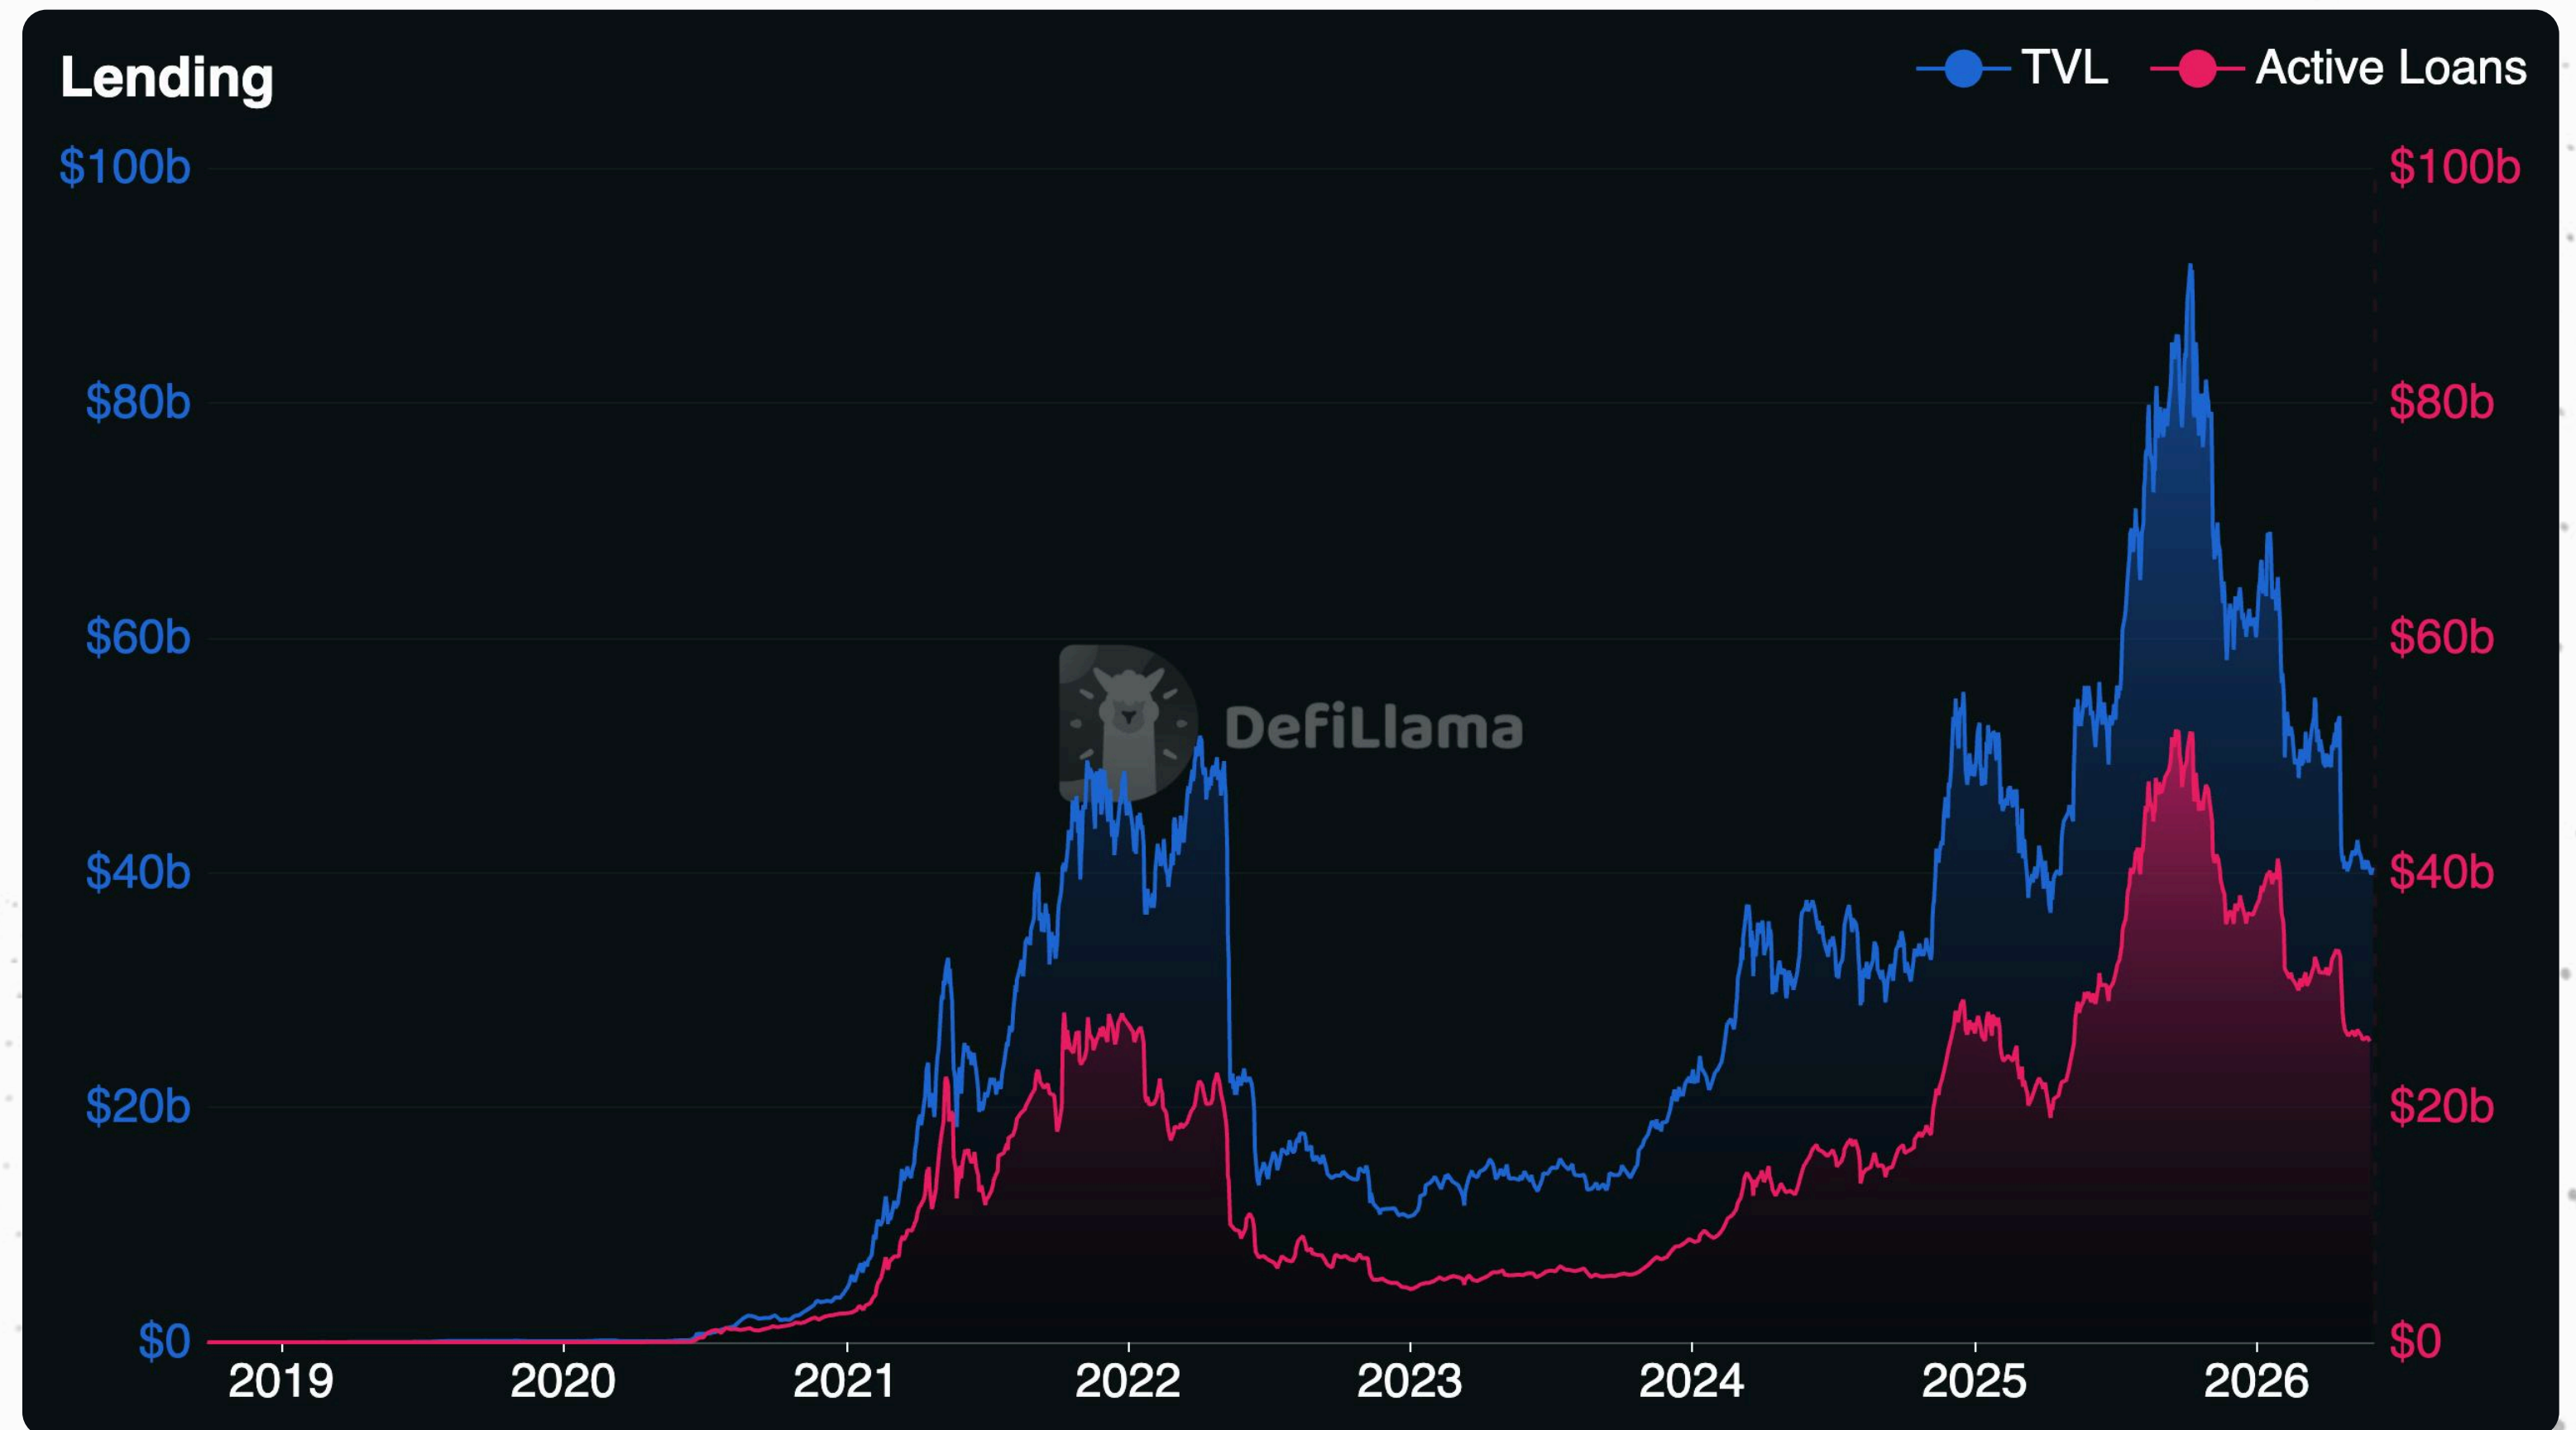 Lending
TVL
Active Loans
$100b
$100b
$80b
$80b
$60b
$60b
DefiLlama
$40b
$40b
$20b
$20b
$0
$0
2019
2020
2021
2022
2023
2024
2025
2026